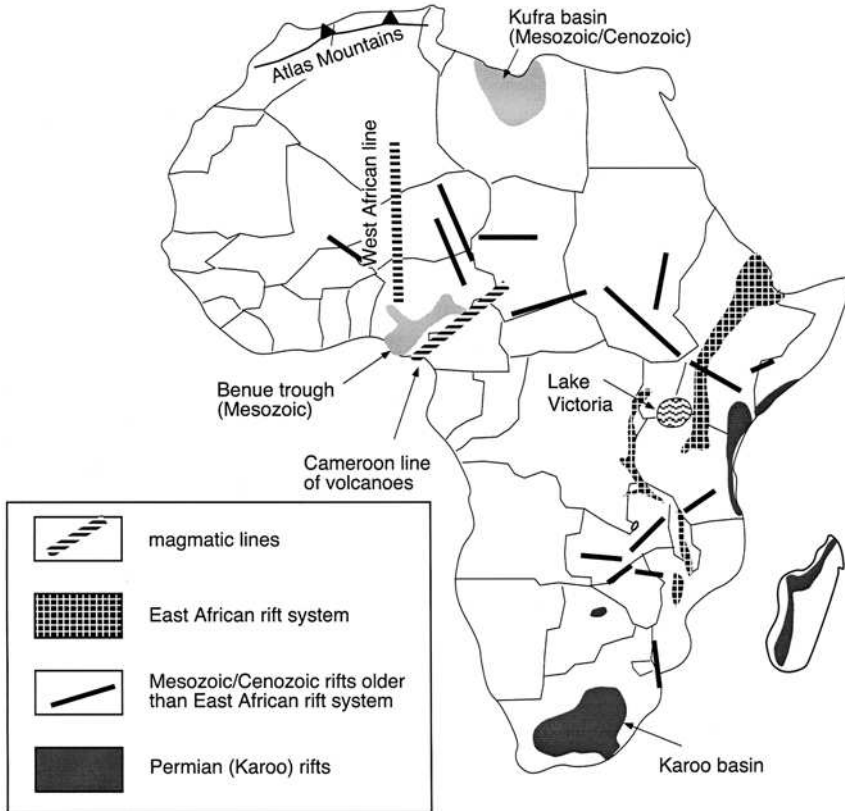 Kufra basin
(Mesozoic/Cenozoic)
Atlas Mountains
West African line
Benue trough
(Mesozoic)
Lake
Victoria
Cameroon line
of volcanoes
magmatic lines
East African rift system
Mesozoic/Cenozoic rifts older
than East African rift system
Permian (Karoo) rifts
Karoo basin